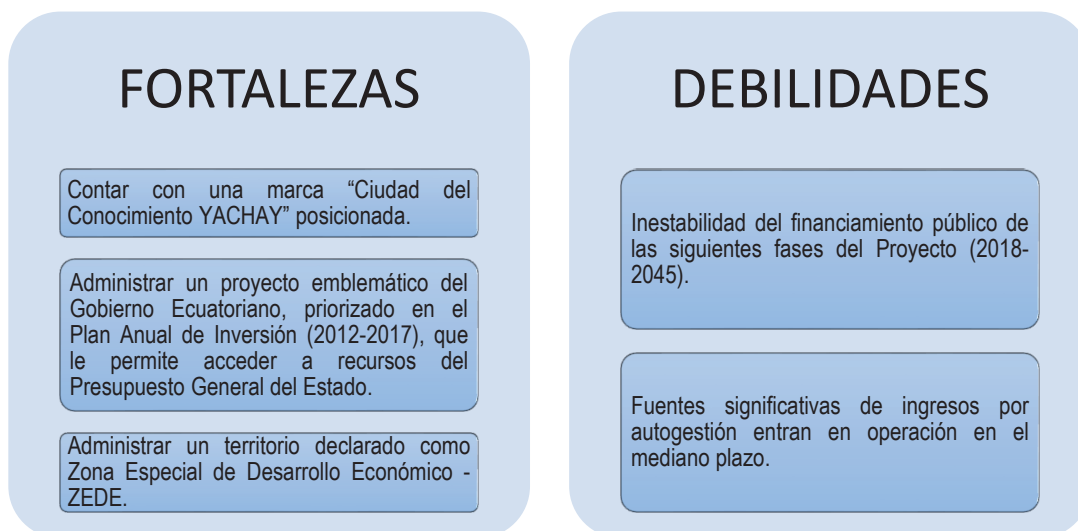 FORTALEZAS
Contar con una marca “Ciudad del
Conocimiento YACHAY” posicionada.
Administrar un proyecto emblemático del
Gobierno Ecuatoriano, priorizado en el
Plan Anual de Inversión (2012-2017), que
le permite acceder a recursos del
Presupuesto General del Estado.
Administrar un territorio declarado como
Zona Especial de Desarrollo Económico -
ZEDE.
DEBILIDADES
Inestabilidad del financiamiento público de
las siguientes fases del Proyecto (2018-
2045).
Fuentes significativas de ingresos por
autogestión entran en operación en el
mediano plazo.